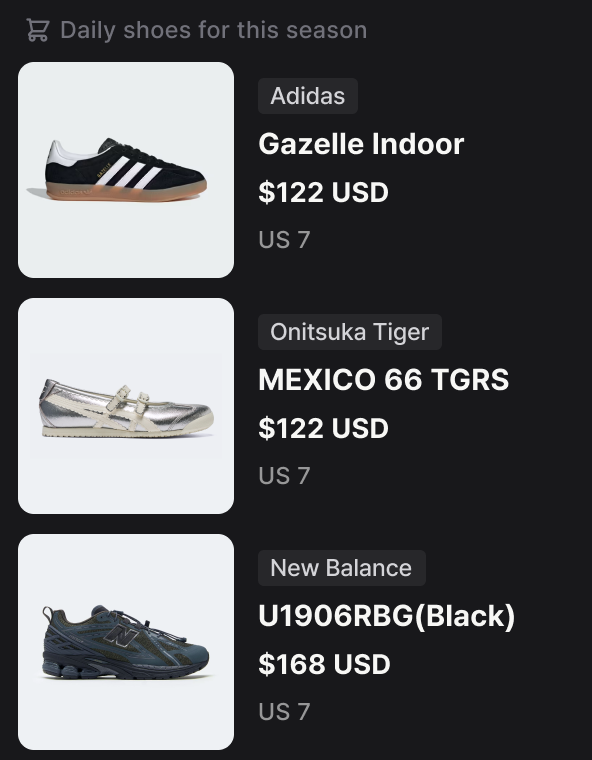 Daily shoes for this season
Adidas
Gazelle Indoor
$122 USD
US 7
Onitsuka Tiger
MEXICO 66 TGRS
$122 USD
US 7
New Balance
U1906RBG(Black)
$168 USD
US 7